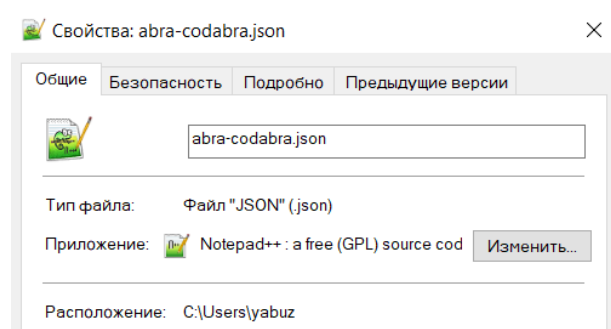 Свойства: abra-codabra.json
Общие Безопасность Подробно Предыдущие версии
abra-codabra.json
Тип файла: Файл "JSON" (.json)
Приложение: Notepad++ : a free (GPL) source cod Изменить...
Расположение: C:\Users\yabuz